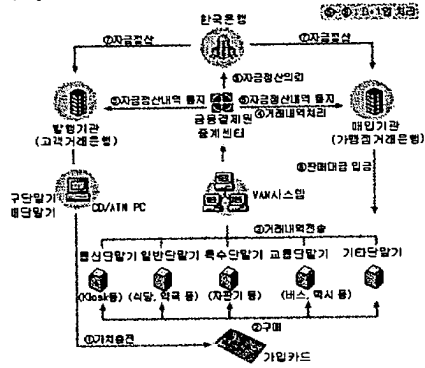 한국은행
⑦자금정산
⑦자금정산
⑥자금정산의뢰
⑤자금정산내역 통지
⑤자금정산내역 통지
④거래내역처리
금융결제원
중계센터
발행기관
(고객거래은행)
매입기관
(가맹점거래은행)
⑧판매대금 입금
구단말기
배단말기
CD/ATM PC
VAN시스템
③거래내역전송
통신단말기 일반단말기 특수단말기 교통단말기 기타단말기
(Kiosk등) (식당, 약국 등) (자판기 등) (버스, 택시 등)
①가치충전
②구매
가입카드